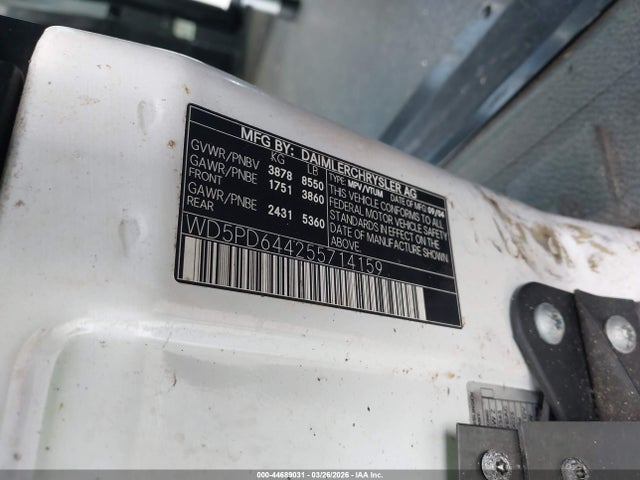 MFG BY: DAIMLERCHRYSLER AG
KG LB TYPE MPV/VTUM DATE OF MFG 09/04
GVWR/PNBV 3878 8550 THIS VEHICLE CONFORMS TO ALL
GAWR/PNBE FRONT 1751 3860 FEDERAL MOTOR VEHICLE SAFETY
STANDARDS IN EFFECT ON THE
GAWR/PNBE REAR 2431 5360 DATE OF MANUFACTURE SHOWN
ABOVE.
WD5PD644255714159
000-44689031 | 03/26/2026 - IAA Inc.